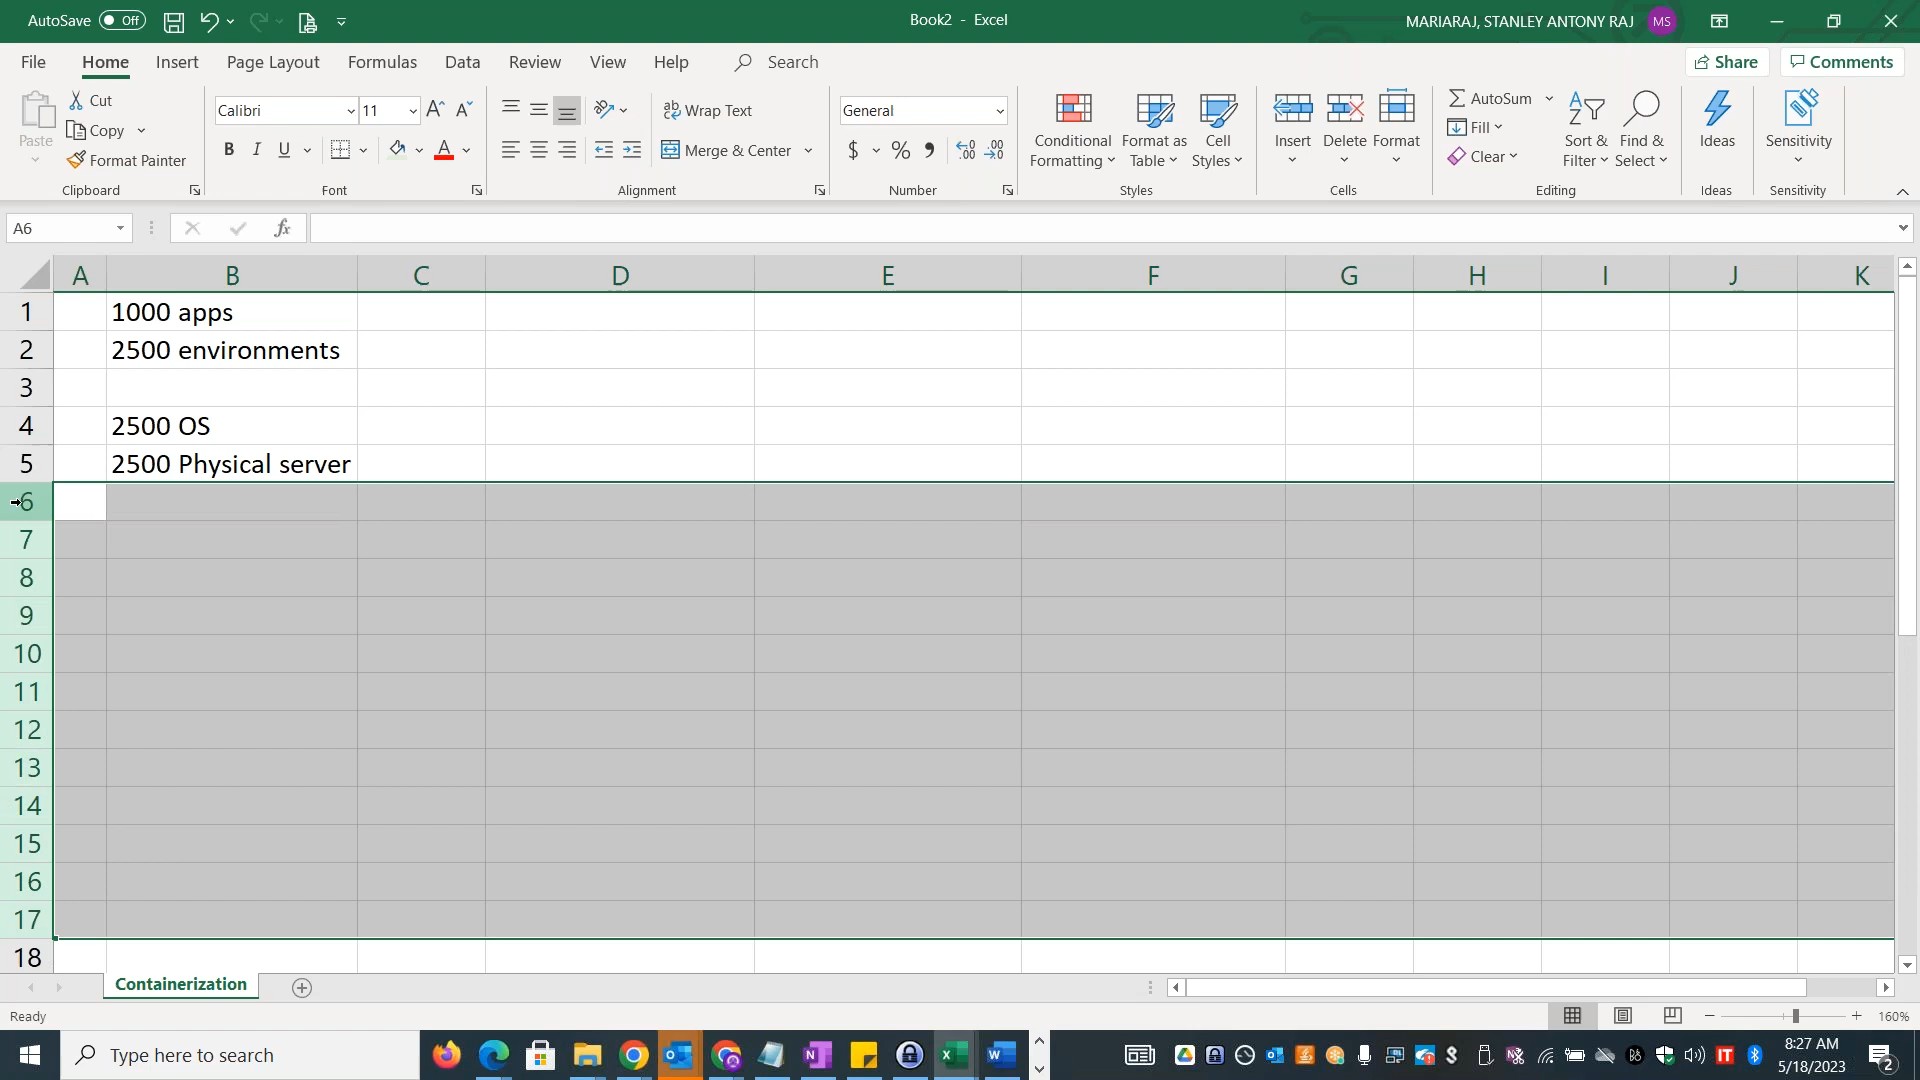 AutoSave Off Book2 - Excel MARIARAJ, STANLEY ANTONY RAJ MS
File Home Insert Page Layout Formulas Data Review View Help Search Share Comments
Paste Cut Copy Format Painter Clipboard
Calibri 11 B I U A Font
Wrap Text Merge & Center Alignment
General $ % , Number
Conditional Formatting Format as Table Cell Styles Styles
Insert Delete Format Cells
AutoSum Fill Clear Sort & Filter Find & Select Editing
Ideas Ideas
Sensitivity Sensitivity
A6 fx
A B C D E F G H I J K
1 1000 apps
2 2500 environments
3
4 2500 OS
5 2500 Physical server
6
7
8
9
10
11
12
13
14
15
16
17
18
Containerization
Ready 160%
Type here to search 8:27 AM
5/18/2023 2